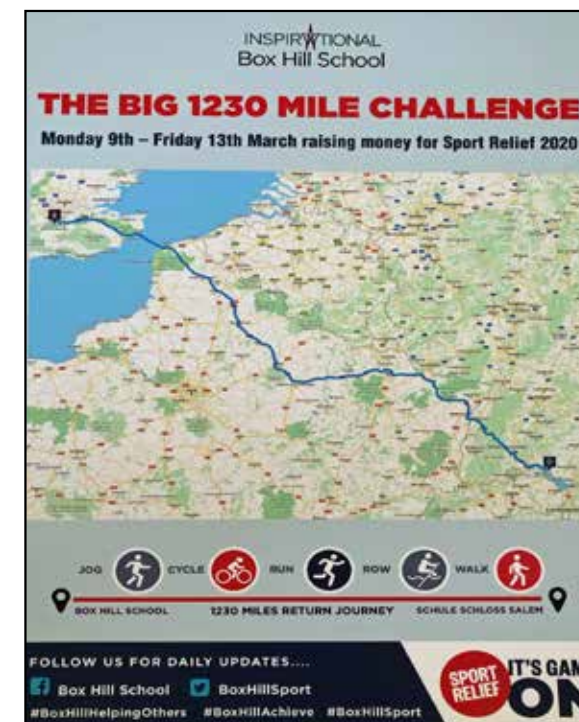 INSPIRATIONAL
Box Hill School
THE BIG 1230 MILE CHALLENGE
Monday 9th – Friday 13th March raising money for Sport Relief 2020
JOG CYCLE RUN ROW WALK
BOX HILL SCHOOL 1230 MILES RETURN JOURNEY SCHULE SCHLOSS SALEM
FOLLOW US FOR DAILY UPDATES....
Box Hill School BoxHillSport
#BoxHillHelpingOthers #BoxHillAchieve #BoxHillSport
SPORT
RELIEF
IT'S GAM
ON